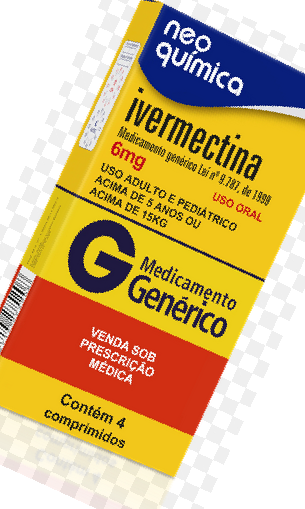 neo
química
ivermectina
Medicamento genérico Lei nº 9.787, de 1999
6mg
USO ORAL
USO ADULTO E PEDIÁTRICO
ACIMA DE 5 ANOS OU
ACIMA DE 15KG
G
Medicamento
Genérico
VENDA SOB
PRESCRIÇÃO
MÉDICA
Contém 4
comprimidos